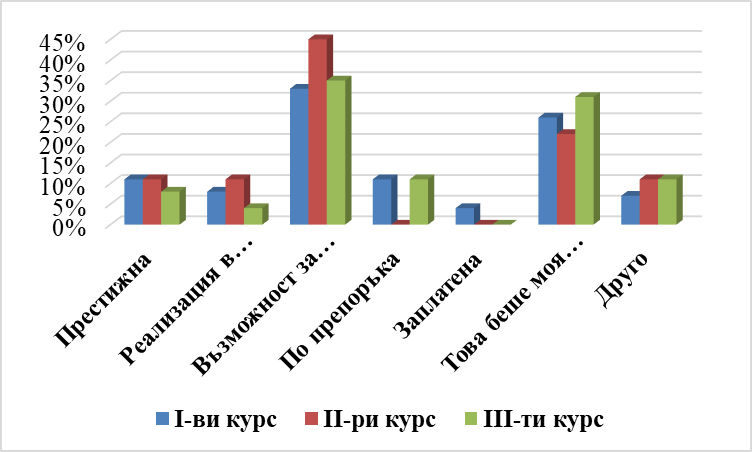 45%
40%
35%
30%
25%
20%
15%
10%
5%
0%
Престижна
Реализация в…
Възможност за…
По препоръка
Заплатена
Това беше моя…
Друго
I-ви курс II-ри курс III-ти курс